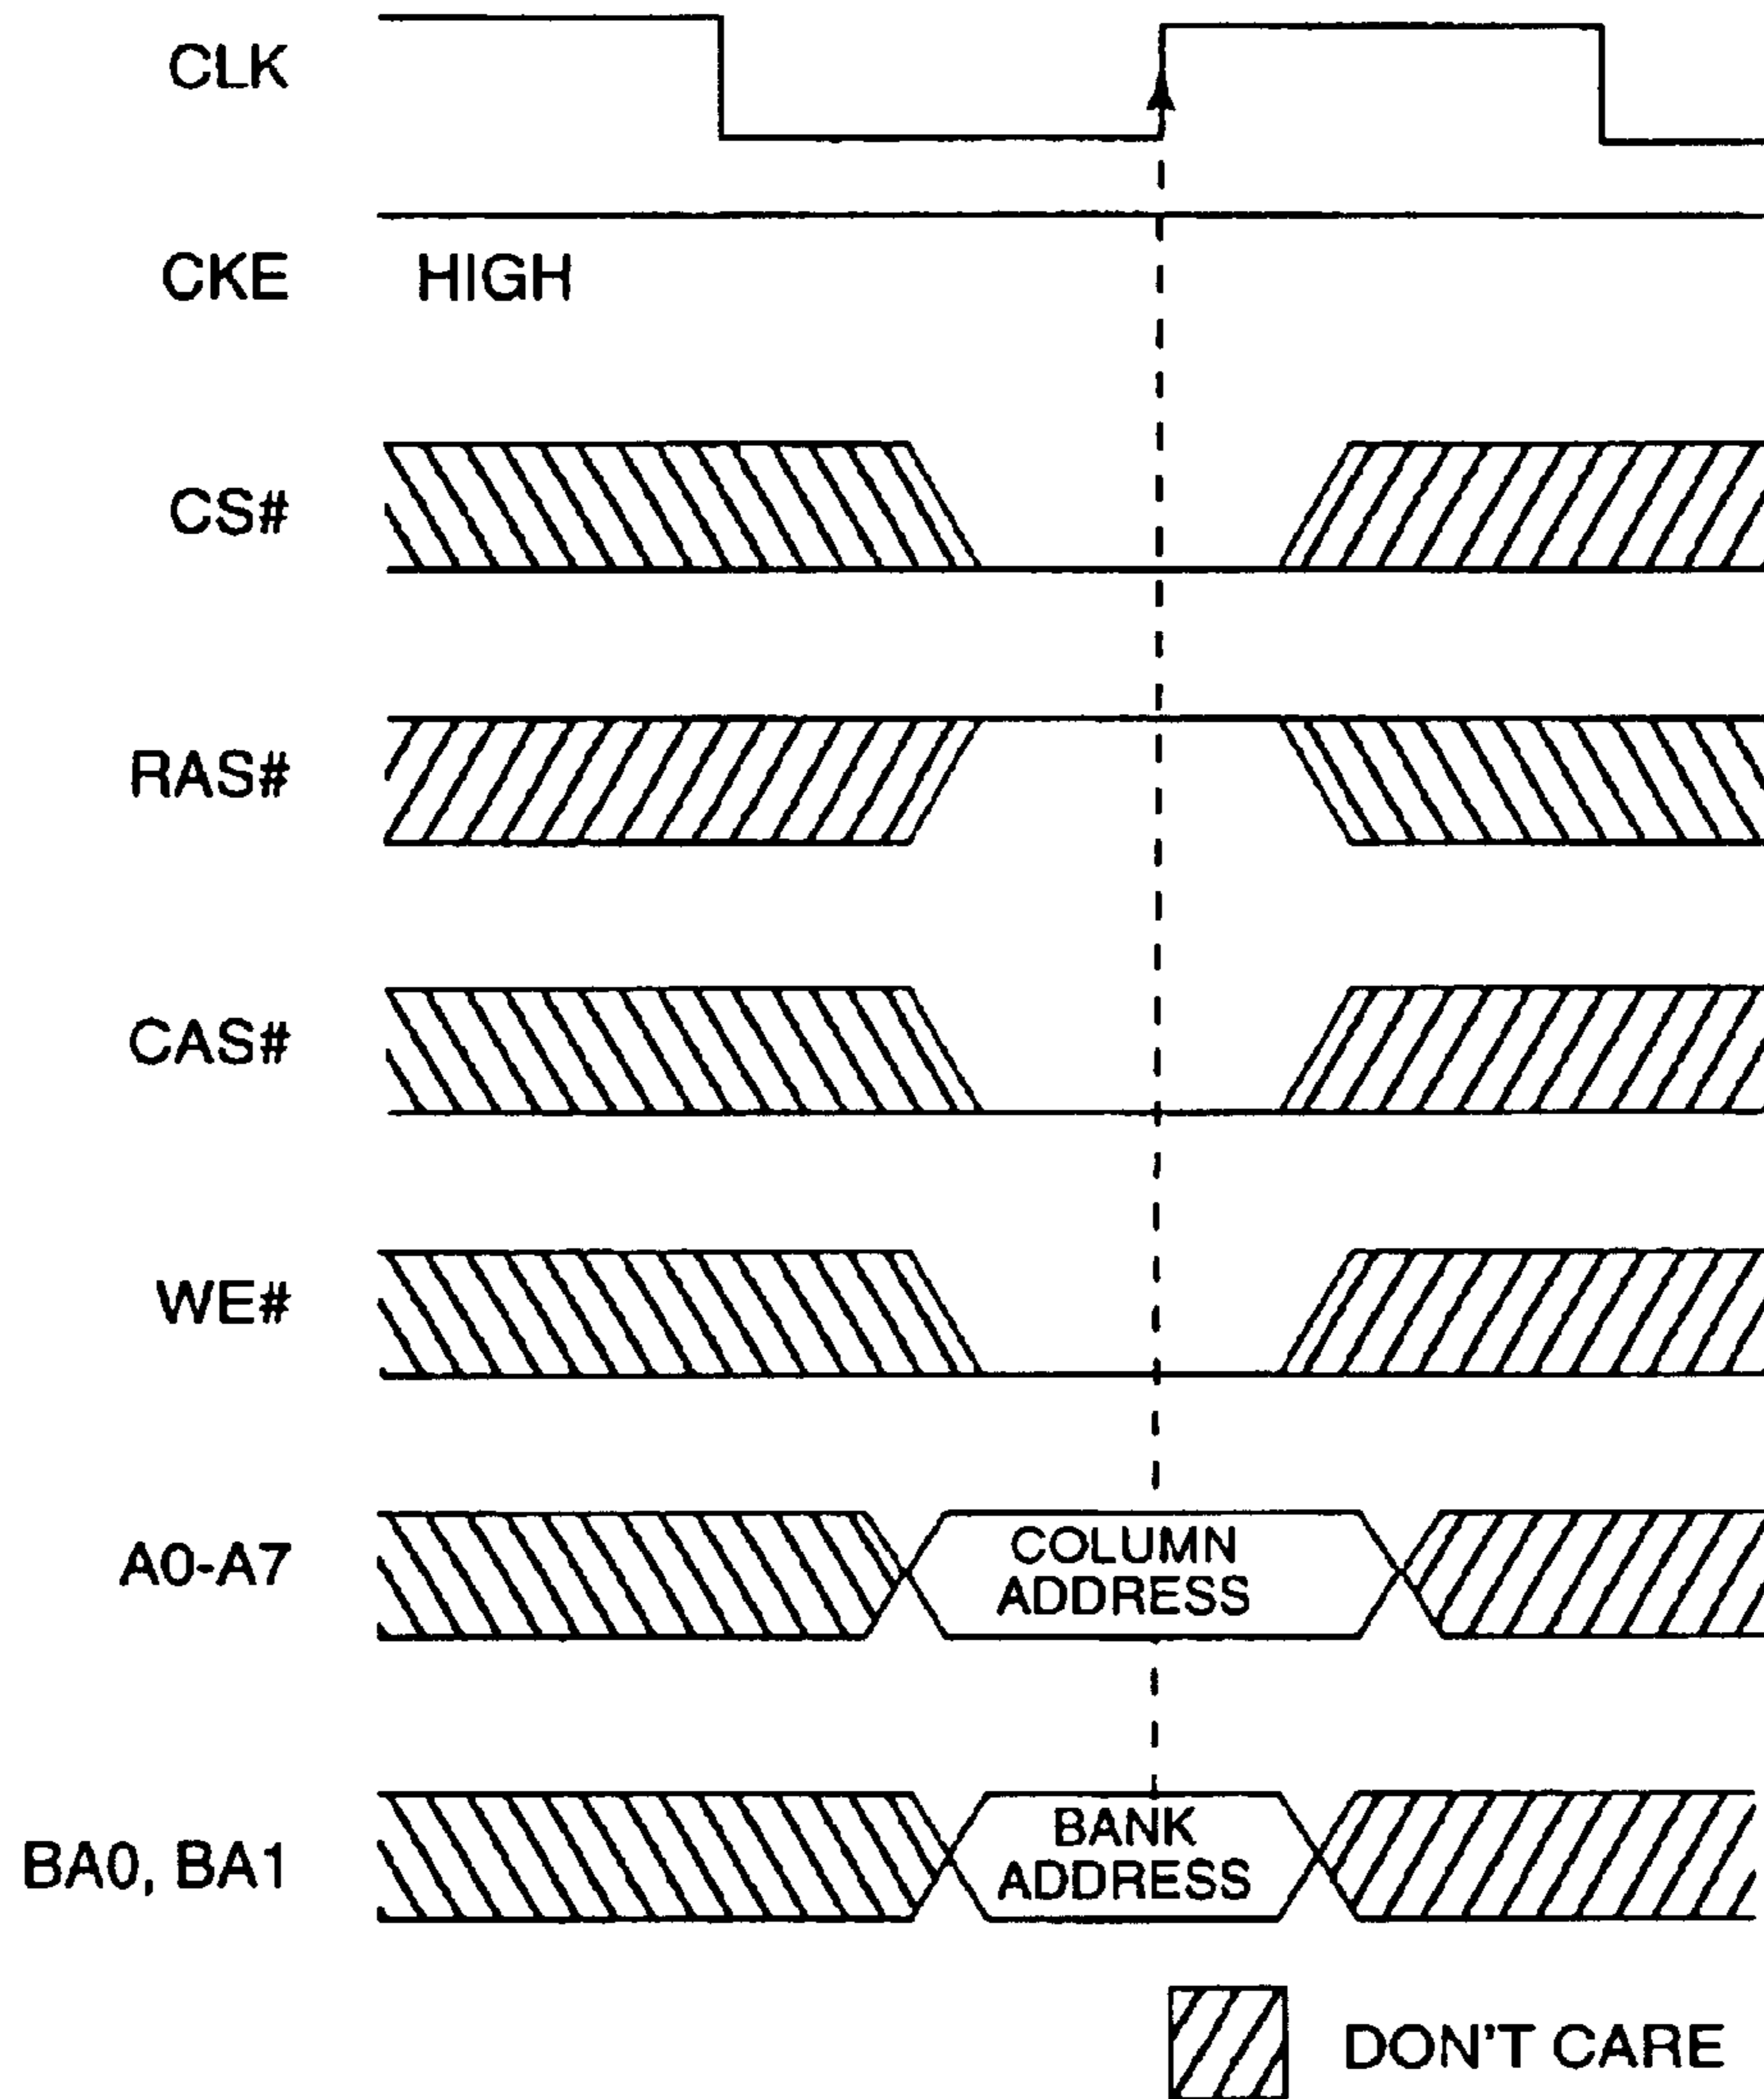 CLK
CKE HIGH
CS#
RAS#
CAS#
WE#
A0-A7
COLUMN
ADDRESS
BA0, BA1
BANK
ADDRESS
DON'T CARE